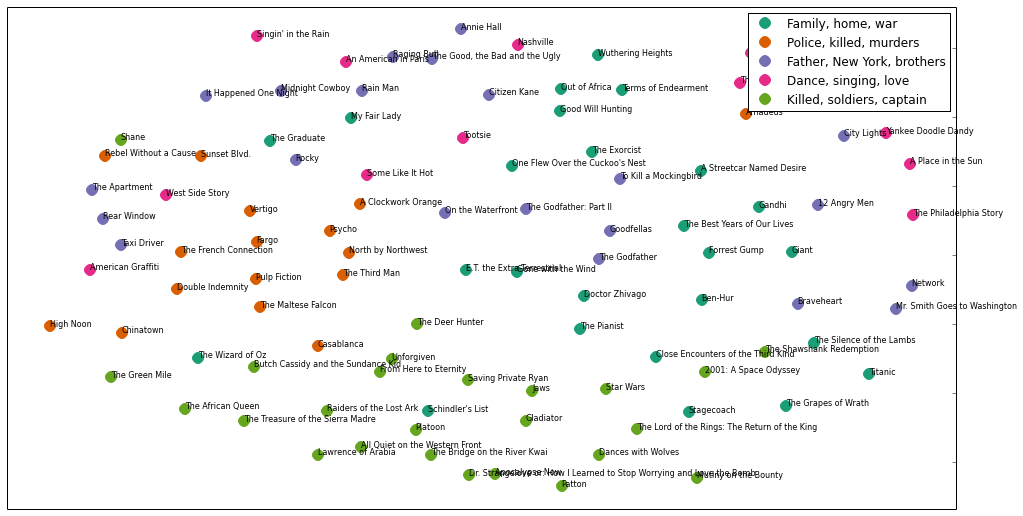 Family, home, war
Police, killed, murders
Father, New York, brothers
Dance, singing, love
Killed, soldiers, captain
Annie Hall
Singin' in the Rain
Nashville
Raging Bull
The Good, the Bad and the Ugly
Wuthering Heights
An American in Paris
Th
It Happened One Night
Midnight Cowboy
Rain Man
Citizen Kane
Out of Africa
Terms of Endearment
Good Will Hunting
Amadeus
My Fair Lady
Yankee Doodle Dandy
City Lights
Shane
The Graduate
Tootsie
Rebel Without a Cause
Sunset Blvd.
Rocky
The Exorcist
One Flew Over the Cuckoo's Nest
A Place in the Sun
A Streetcar Named Desire
Some Like It Hot
To Kill a Mockingbird
The Apartment
West Side Story
A Clockwork Orange
12 Angry Men
Gandhi
The Godfather: Part II
Vertigo
On the Waterfront
The Philadelphia Story
Rear Window
The Best Years of Our Lives
Psycho
Goodfellas
Taxi Driver
Fargo
The French Connection
North by Northwest
Forrest Gump
Giant
The Godfather
American Graffiti
E.T. the Extra-Terrestrial
Gone with the Wind
The Third Man
Pulp Fiction
Network
Double Indemnity
Doctor Zhivago
Ben-Hur
Braveheart
The Maltese Falcon
Mr. Smith Goes to Washington
High Noon
The Deer Hunter
Chinatown
The Pianist
The Silence of the Lambs
Casablanca
The Shawshank Redemption
The Wizard of Oz
Close Encounters of the Third Kind
Unforgiven
Butch Cassidy and the Sundance Kid
From Here to Eternity
2001: A Space Odyssey
Titanic
The Green Mile
Saving Private Ryan
Jaws
Star Wars
The Grapes of Wrath
The African Queen
Raiders of the Lost Ark
Schindler's List
Stagecoach
The Treasure of the Sierra Madre
Gladiator
Platoon
The Lord of the Rings: The Return of the King
All Quiet on the Western Front
Lawrence of Arabia
The Bridge on the River Kwai
Dances with Wolves
Dr. Strangelove or: How I Learned to Stop Worrying and Love the Bomb
Apocalypse Now
Mutiny on the Bounty
Patton